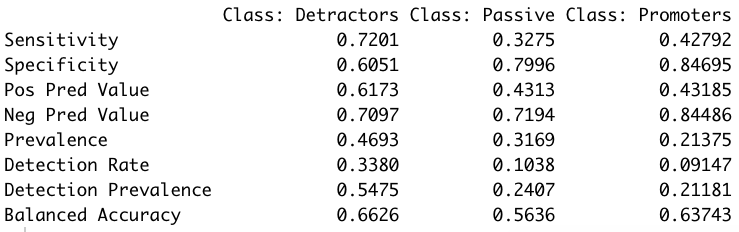 Class: Detractors Class: Passive Class: Promoters
Sensitivity 0.7201 0.3275 0.42792
Specificity 0.6051 0.7996 0.84695
Pos Pred Value 0.6173 0.4313 0.43185
Neg Pred Value 0.7097 0.7194 0.84486
Prevalence 0.4693 0.3169 0.21375
Detection Rate 0.3380 0.1038 0.09147
Detection Prevalence 0.5475 0.2407 0.21181
Balanced Accuracy 0.6626 0.5636 0.63743